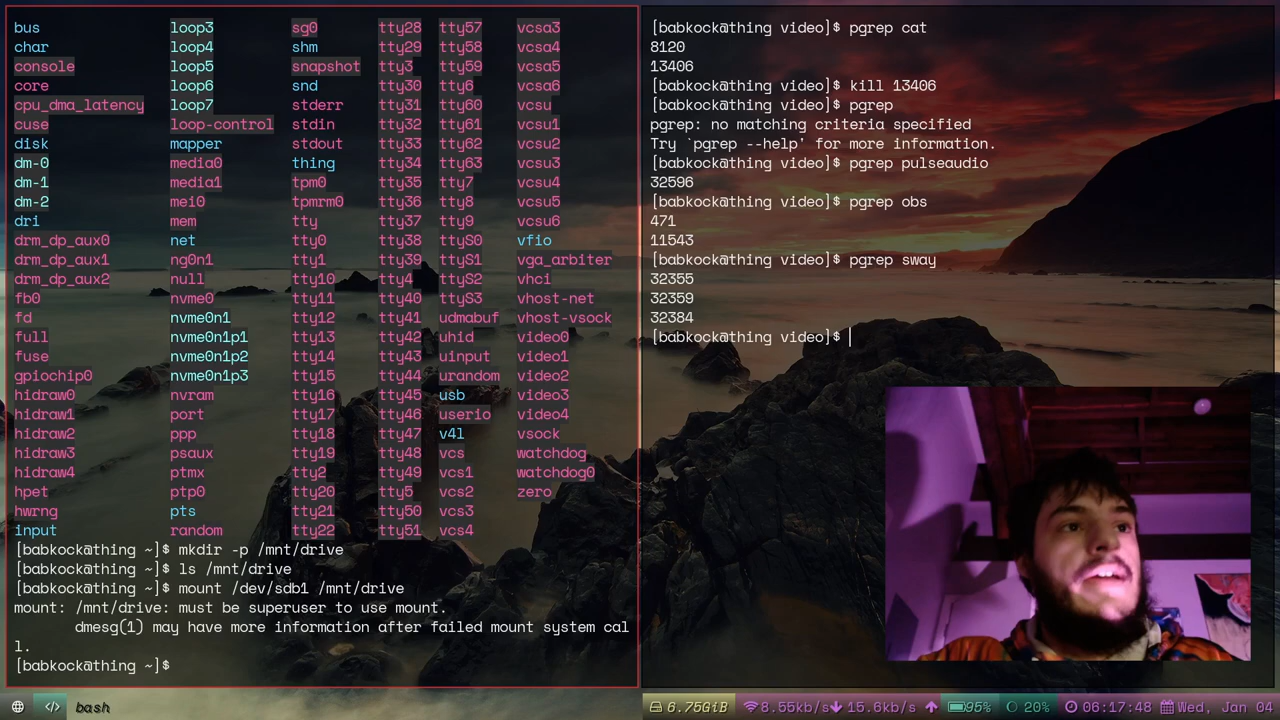 bus loop3 sg0 tty28 tty57 vcsa3
char loop4 shm tty29 tty58 vcsa4
console loop5 snapshot tty3 tty59 vcsa5
core loop6 snd tty30 tty6 vcsa6
cpu_dma_latency loop7 stderr tty31 tty60 vcsu
cuse loop-control stdin tty32 tty61 vcsu1
disk mapper stdout tty33 tty62 vcsu2
dm-0 media0 thing tty34 tty63 vcsu3
dm-1 media1 tpm0 tty35 tty7 vcsu4
dm-2 mei0 tpmrm0 tty36 tty8 vcsu5
dri mem tty tty37 tty9 vcsu6
drm_dp_aux0 net tty0 tty38 ttyS0 vfio
drm_dp_aux1 ng0n1 tty1 tty39 ttyS1 vga_arbiter
drm_dp_aux2 null tty10 tty4 ttyS2 vhci
fb0 nvme0 tty11 tty40 ttyS3 vhost-net
fd nvme0n1 tty12 tty41 udmabuf vhost-vsock
full nvme0n1p1 tty13 tty42 uhid video0
fuse nvme0n1p2 tty14 tty43 uinput video1
gpiochip0 nvme0n1p3 tty15 tty44 urandom video2
hidraw0 nvram tty16 tty45 usb video3
hidraw1 port tty17 tty46 userio video4
hidraw2 ppp tty18 tty47 v4l vsock
hidraw3 psaux tty19 tty48 vcs watchdog
hidraw4 ptmx tty2 tty49 vcs1 watchdog0
hpet ptp0 tty20 tty5 vcs2 zero
hwrng pts tty21 tty50 vcs3
input random tty22 tty51 vcs4
[babkock@thing ~]$ mkdir -p /mnt/drive
[babkock@thing ~]$ ls /mnt/drive
[babkock@thing ~]$ mount /dev/sdb1 /mnt/drive
mount: /mnt/drive: must be superuser to use mount.
dmesg(1) may have more information after failed mount system cal
l.
[babkock@thing ~]$
[babkock@thing video]$ pgrep cat
8120
13406
[babkock@thing video]$ kill 13406
[babkock@thing video]$ pgrep
pgrep: no matching criteria specified
Try `pgrep --help' for more information.
[babkock@thing video]$ pgrep pulseaudio
32596
[babkock@thing video]$ pgrep obs
471
11543
[babkock@thing video]$ pgrep sway
32355
32359
32384
[babkock@thing video]$
</> bash 6.75GiB 8.55kb/s 15.6kb/s 95% 20% 06:17:48 Wed, Jan 04